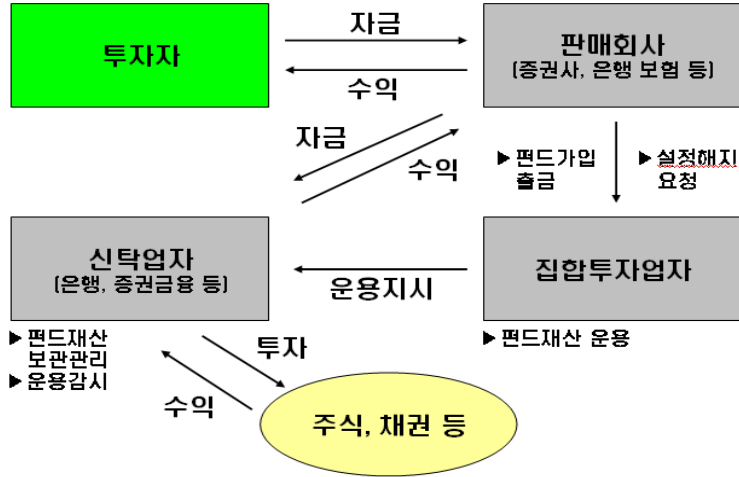 투자자
자금
수익
판매회사
(증권사, 은행 보험 등)
자금
수익
▶ 펀드가입
출금
▶ 설정해지
요청
신탁업자
(은행, 증권금융 등)
운용지시
집합투자업자
▶ 펀드재산
보관관리
▶ 운용감시
▶ 펀드재산 운용
투자
수익
주식, 채권 등